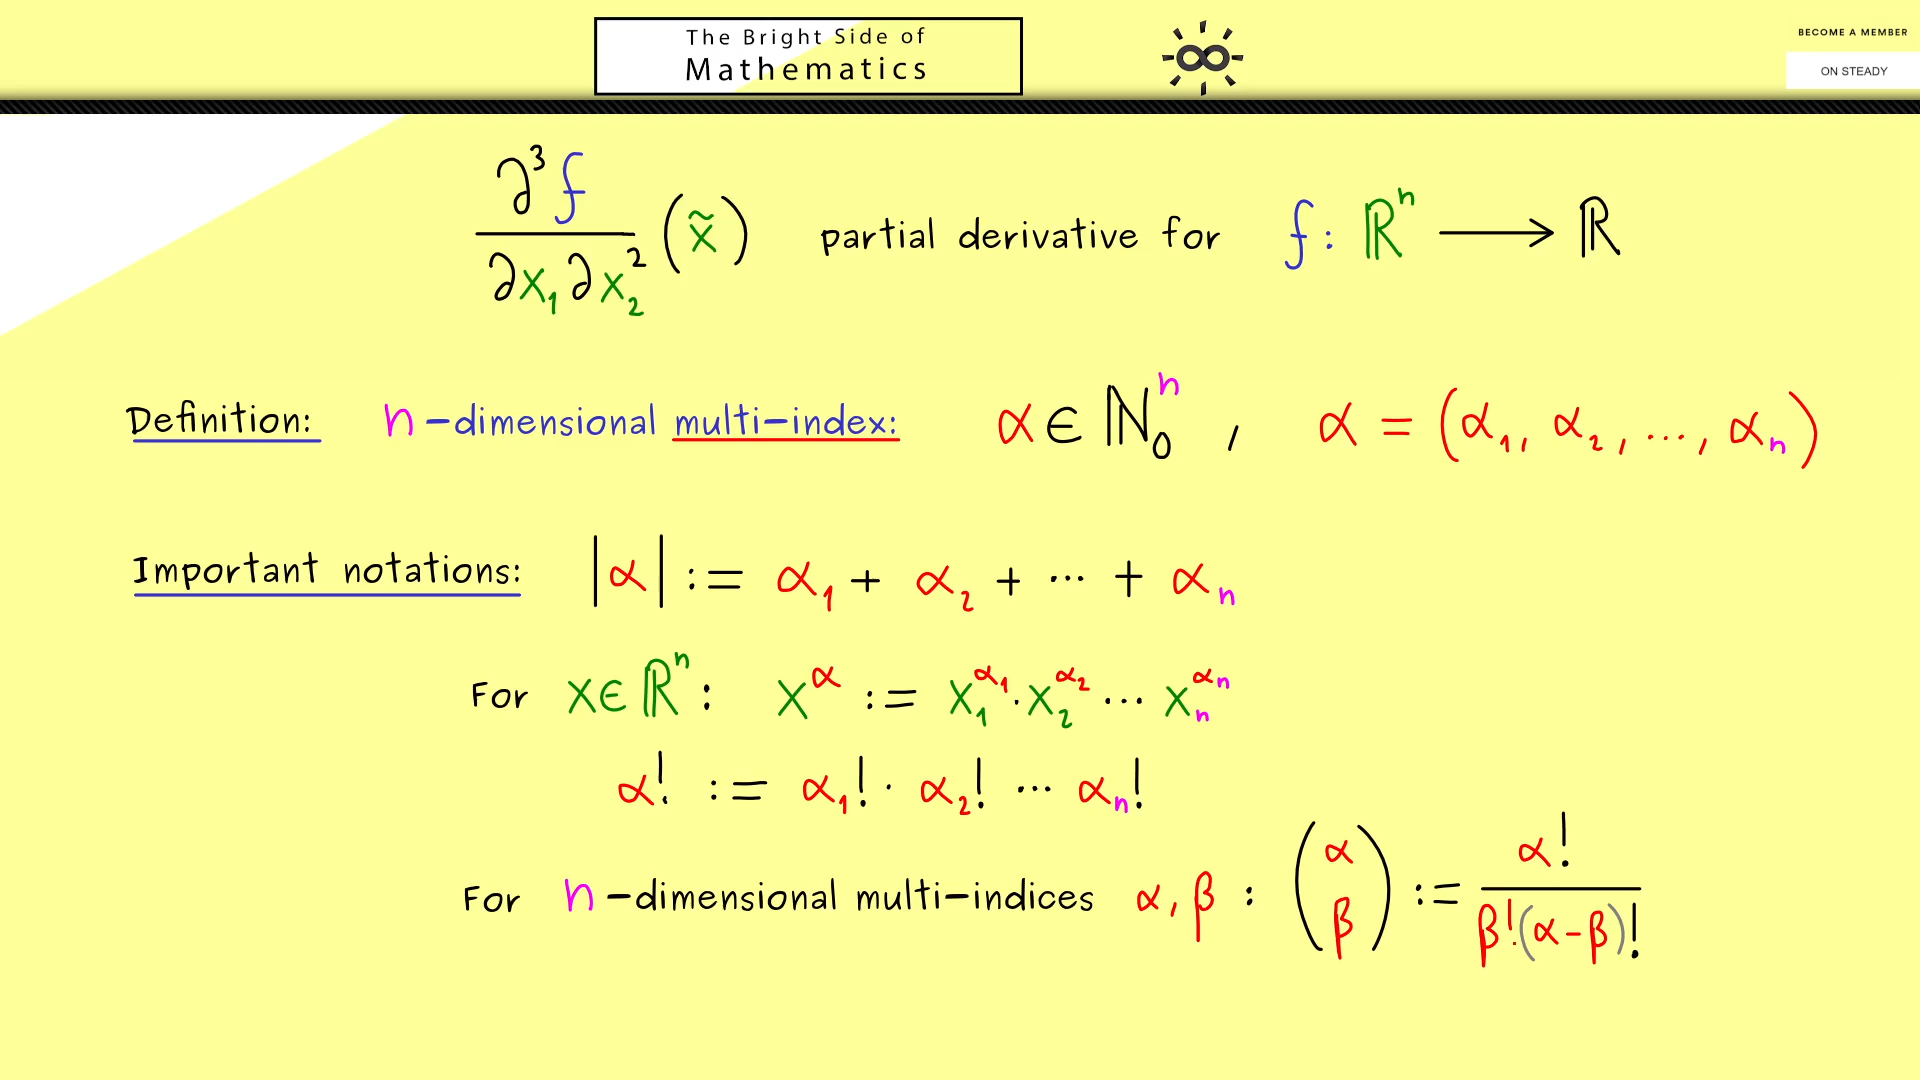 The Bright Side of
Mathematics
BECOME A MEMBER
ON STEADY
∂³f / ∂x₁∂x₂² (x̃) partial derivative for f: ℝⁿ ⟶ ℝ
Definition: n-dimensional multi-index: α ∈ ℕ₀ⁿ , α = (α₁, α₂, ..., αₙ)
Important notations: |α| := α₁ + α₂ + ⋯ + αₙ
For x ∈ ℝⁿ: x^α := x₁^α₁ · x₂^α₂ ⋯ xₙ^αₙ
α! := α₁! · α₂! ⋯ αₙ!
For n-dimensional multi-indices α, β : (α β) := α! / β!(α-β)!